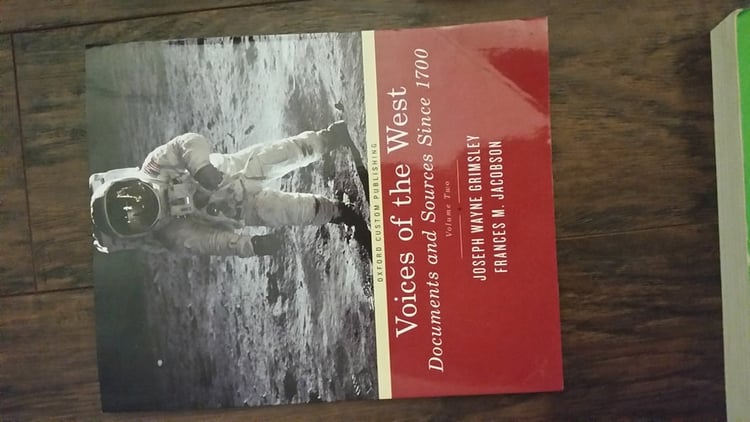 OXFORD CUSTOM PUBLISHING
Voices of the West
Documents and Sources Since 1700
Volume Two
JOSEPH WAYNE GRIMSLEY
FRANCES M. JACOBSON